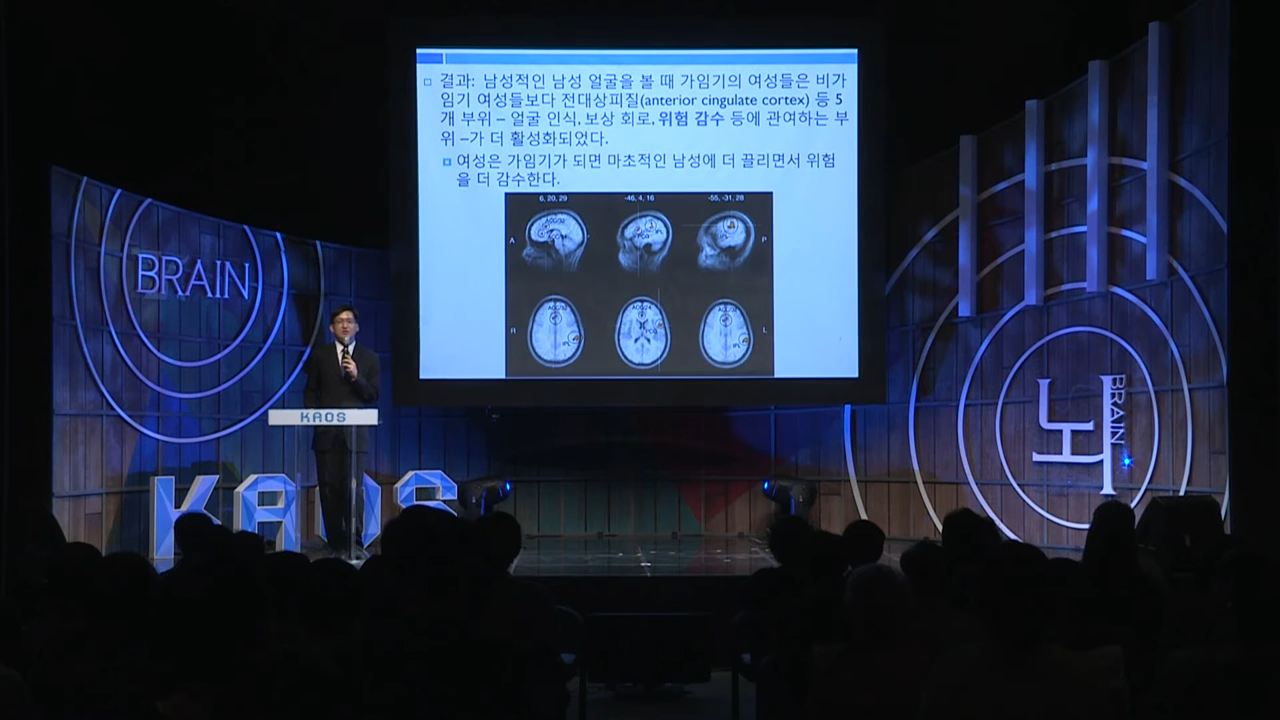 결과: 남성적인 남성 얼굴을 볼 때 가임기의 여성들은 비가
임기 여성들보다 전대상피질(anterior cingulate cortex) 등 5
개 부위 – 얼굴 인식, 보상 회로, 위험 감수 등에 관여하는 부
위 –가 더 활성화되었다.
여성은 가임기가 되면 마초적인 남성에 더 끌리면서 위험
을 더 감수한다.
6, 20, 29
-46, 4, 16
-55, -31, 28
A
P
R
L
BRAIN
KAOS
KAOS
뇌
BRAIN